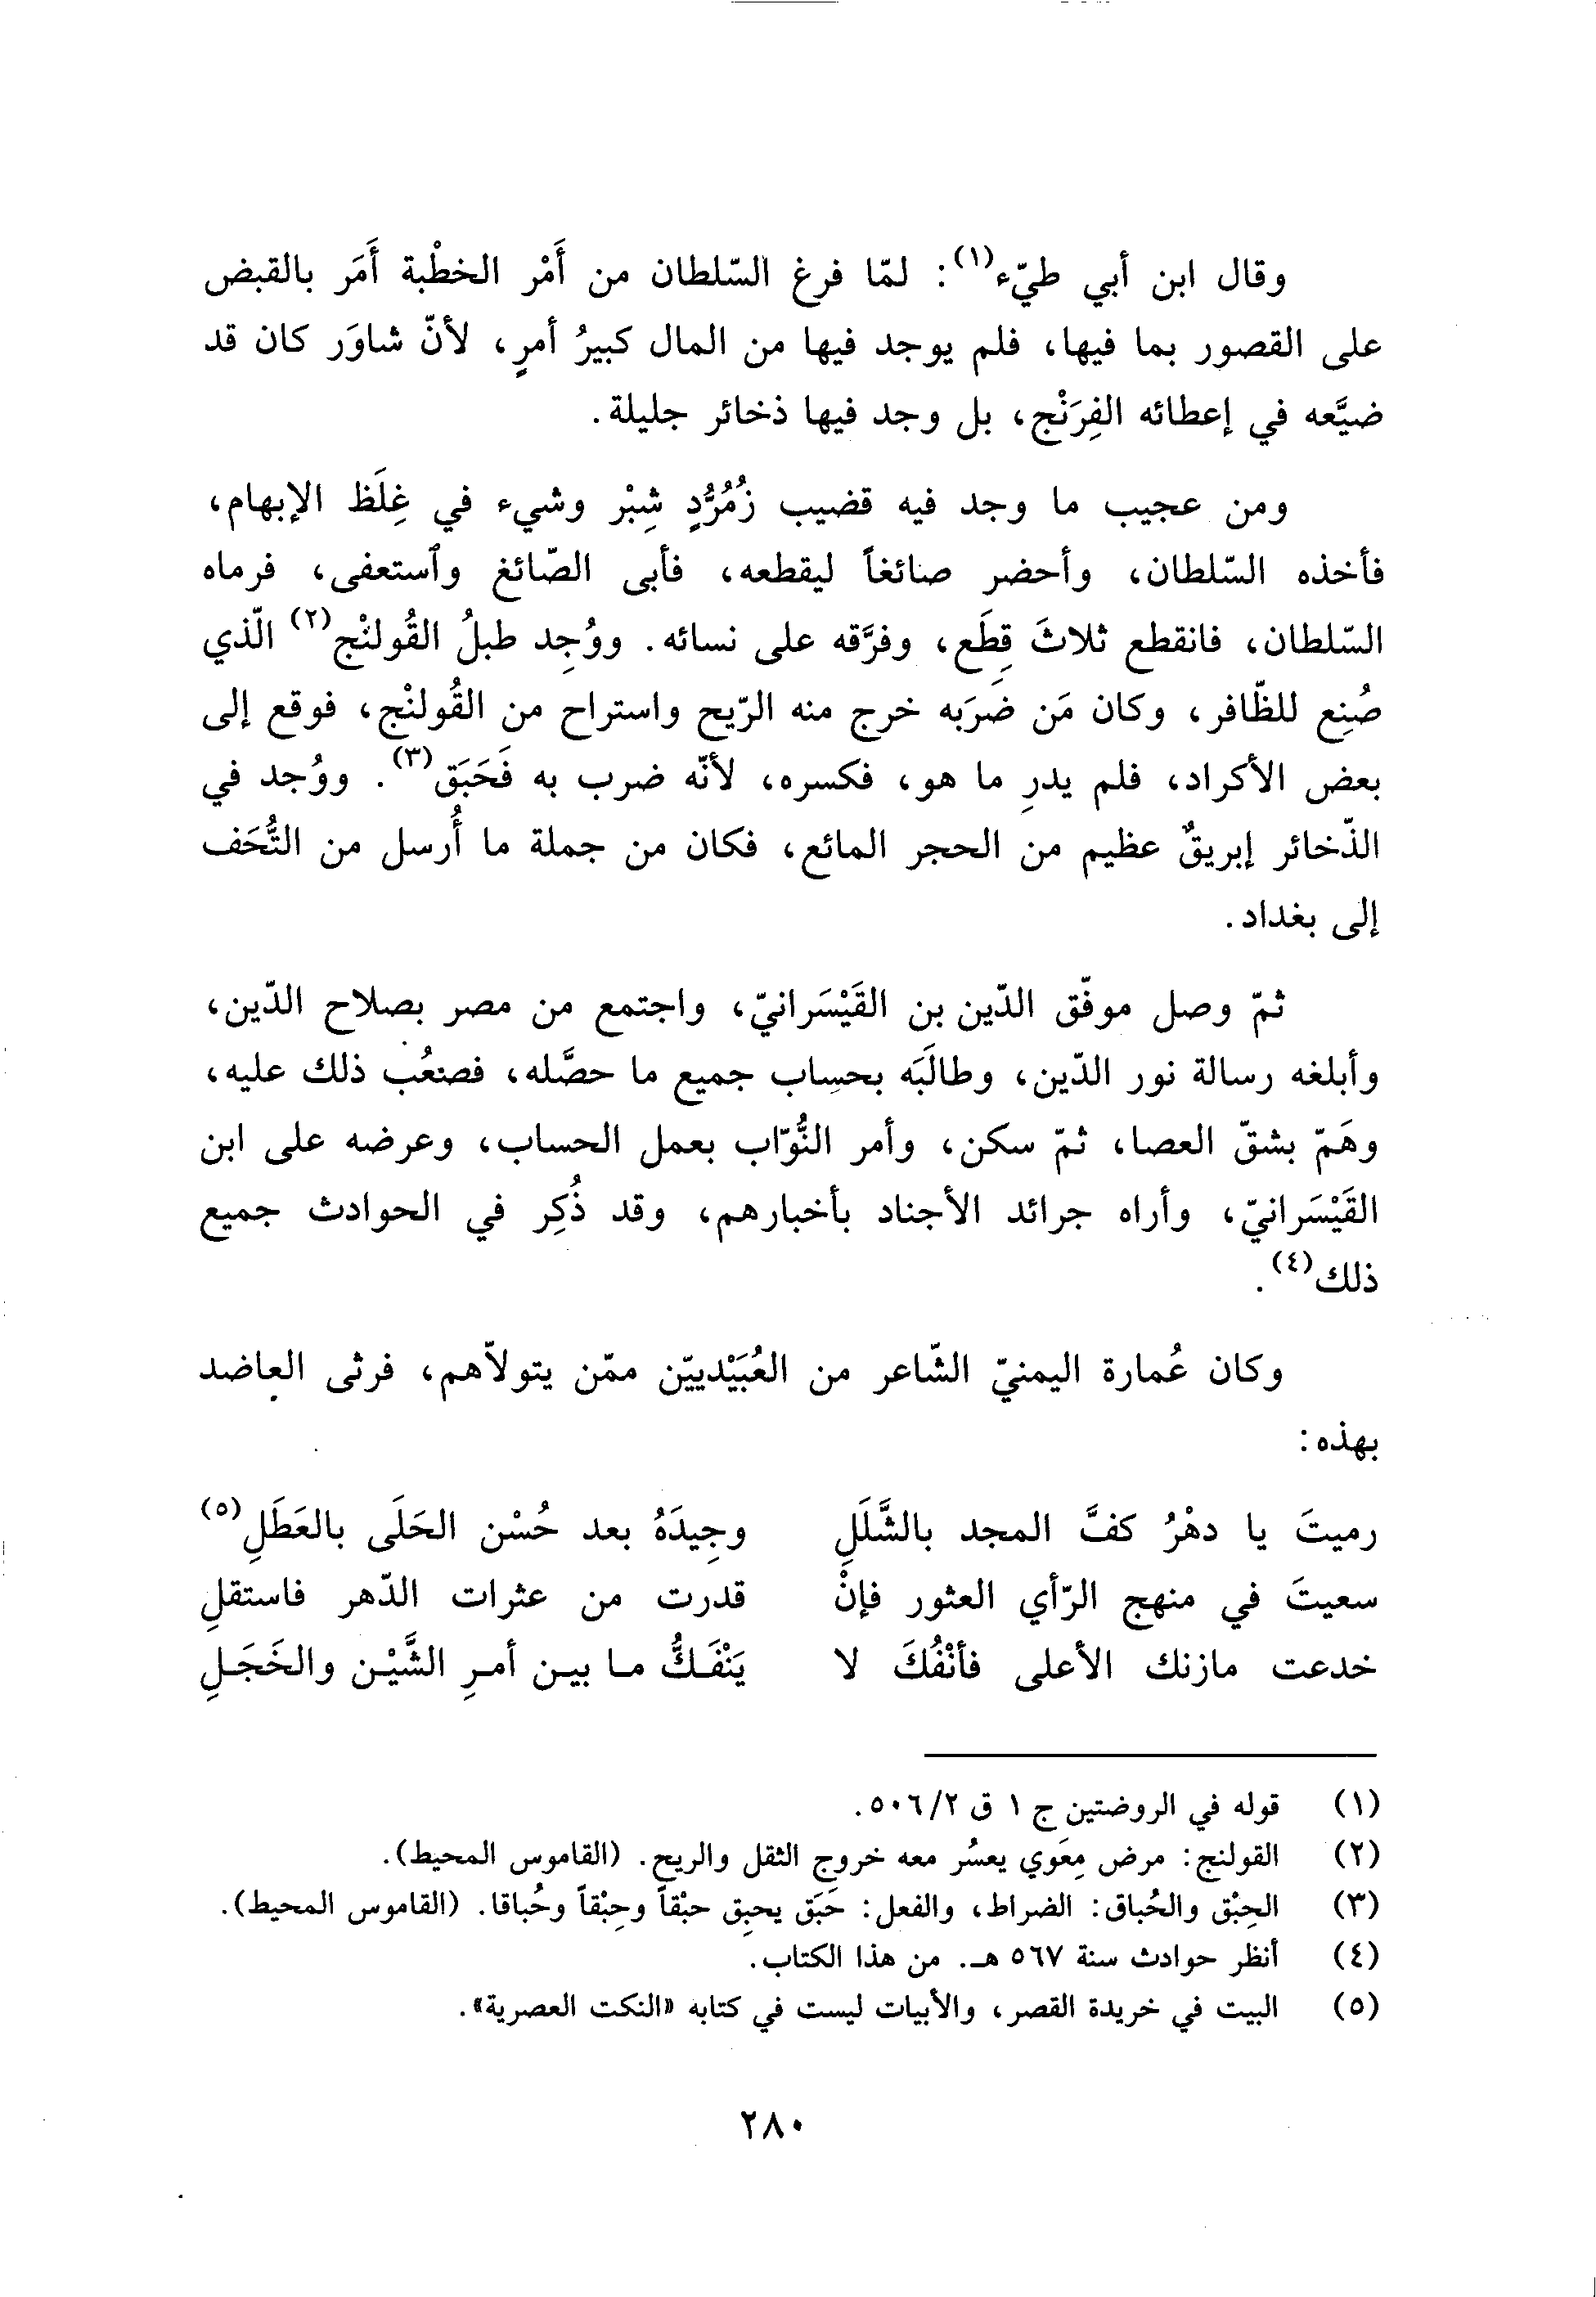 وقال ابن أبي طيّء(١): لمّا فرغ السّلطان من أَمْر الخطْبة أَمَر بالقبض
على القصور بما فيها، فلم يوجد فيها من المال كبيرُ أمرٍ، لأنّ شاوَر كان قد
ضيَّعه في إعطائه الفِرَنْج، بل وجد فيها ذخائر جليلة.
ومن عجيب ما وجد فيه قضيب زُمُرُّدٍ شِبْر وشيء في غِلَظ الإبهام،
فأخذه السّلطان، وأحضر صائغاً ليقطعه، فأبى الصّائغ وٱستعفى، فرماه
السّلطان، فانقطع ثلاثَ قِطَع، وفرَّقه على نسائه. ووُجِد طبلُ القُولنْج(٢) الّذي
صُنِع للظّافر، وكان مَن ضَرَبه خرج منه الرّيح واستراح من القُولنْج، فوقع إلى
بعض الأكراد، فلم يدرِ ما هو، فكسره، لأنّه ضرب به فَحَبَق(٣). ووُجد في
الذّخائر إبريقٌ عظيم من الحجر المائع، فكان من جملة ما أُرسل من التُّحَف
إلى بغداد.
ثمّ وصل موفّق الدّين بن القَيْسَرانيّ، واجتمع من مصر بصلاح الدّين،
وأبلغه رسالة نور الدّين، وطالَبَه بحسِاب جميع ما حصَّله، فصعُب ذلك عليه،
وهَمّ بشقّ العصا، ثمّ سكن، وأمر النُّوّاب بعمل الحساب، وعرضه على ابن
القَيْسَرانيّ، وأراه جرائد الأجناد بأخبارهم، وقد ذُكِر في الحوادث جميع
ذلك(٤).
وكان عُمارة اليمنيّ الشّاعر من العُبَيْدييّن ممّن يتولاّهم، فرثى العاضد
بهذه:
رميتَ يا دهْرُ كفَّ المجد بالشَّلَلِ وجِيدَهُ بعد حُسْن الحَلَى بالعَطَلِ(٥)
سعيتَ في منهج الرّأي العثور فإنْ قدرت من عثرات الدّهر فاستقلِ
خدعت مازنك الأعلى فأنْفُكَ لا يَنْفَكُّ ما بين أمرِ الشَّيْن والخَجَلِ
(١) قوله في الروضتين ج ١ ق ٥٠٦/٢.
(٢) القولنج: مرض مِعَوي يعسُر معه خروج الثقل والريح. (القاموس المحيط).
(٣) الحِبْق والحُباق: الضراط، والفعل: حَبَق يحبِق حبْقاً وحِبْقاً وحُباقا. (القاموس المحيط).
(٤) أنظر حوادث سنة ٥٦٧ هـ. من هذا الكتاب.
(٥) البيت في خريدة القصر، والأبيات ليست في كتابه «النكت العصرية».
٢٨٠